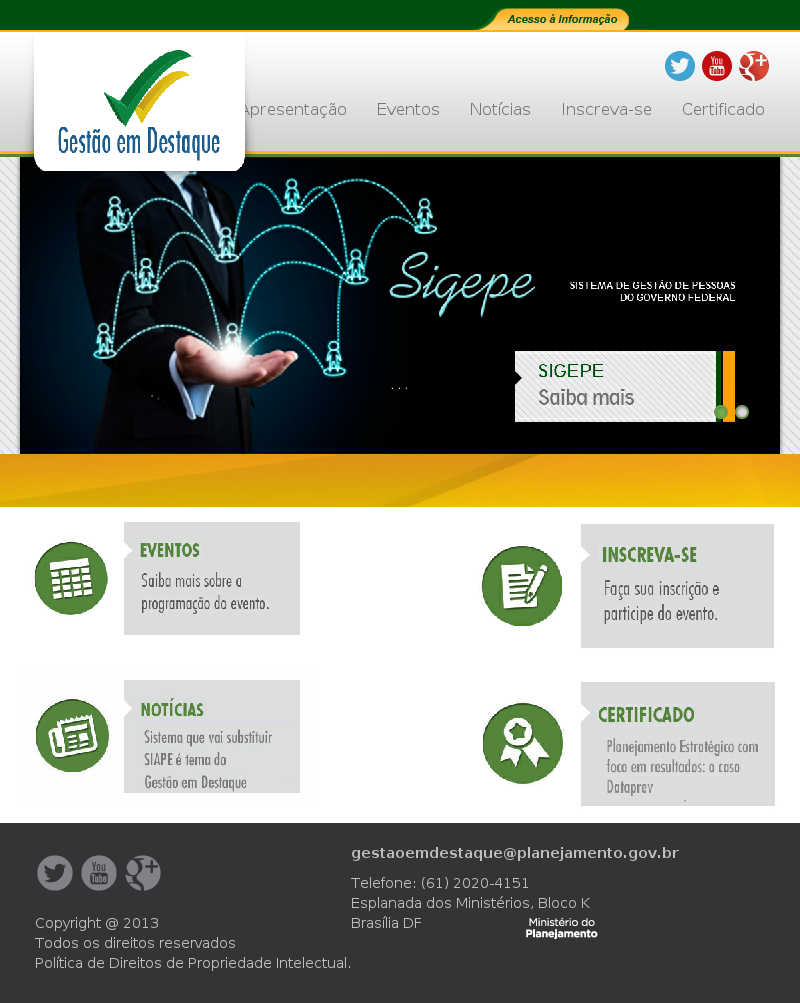 Acesso à Informação
You
Tube
Gestão em Destaque
Apresentação
Eventos
Notícias
Inscreva-se
Certificado
Sigepe
SISTEMA DE GESTÃO DE PESSOAS
DO GOVERNO FEDERAL
...
SIGEPE
Saiba mais
EVENTOS
Saiba mais sobre a
programação do evento.
INSCREVA-SE
Faça sua inscrição e
participe do evento.
NOTÍCIAS
Sistema que vai substituir
SIAPE é tema do
Gestão em Destaque
CERTIFICADO
Planejamento Estratégico com
foco em resultados: o caso
Dataprev
You
Tube
Copyright @ 2013
Todos os direitos reservados
Política de Direitos de Propriedade Intelectual.
gestaoemdestaque@planejamento.gov.br
Telefone: (61) 2020-4151
Esplanada dos Ministérios, Bloco K
Brasília DF
Ministério do
Planejamento